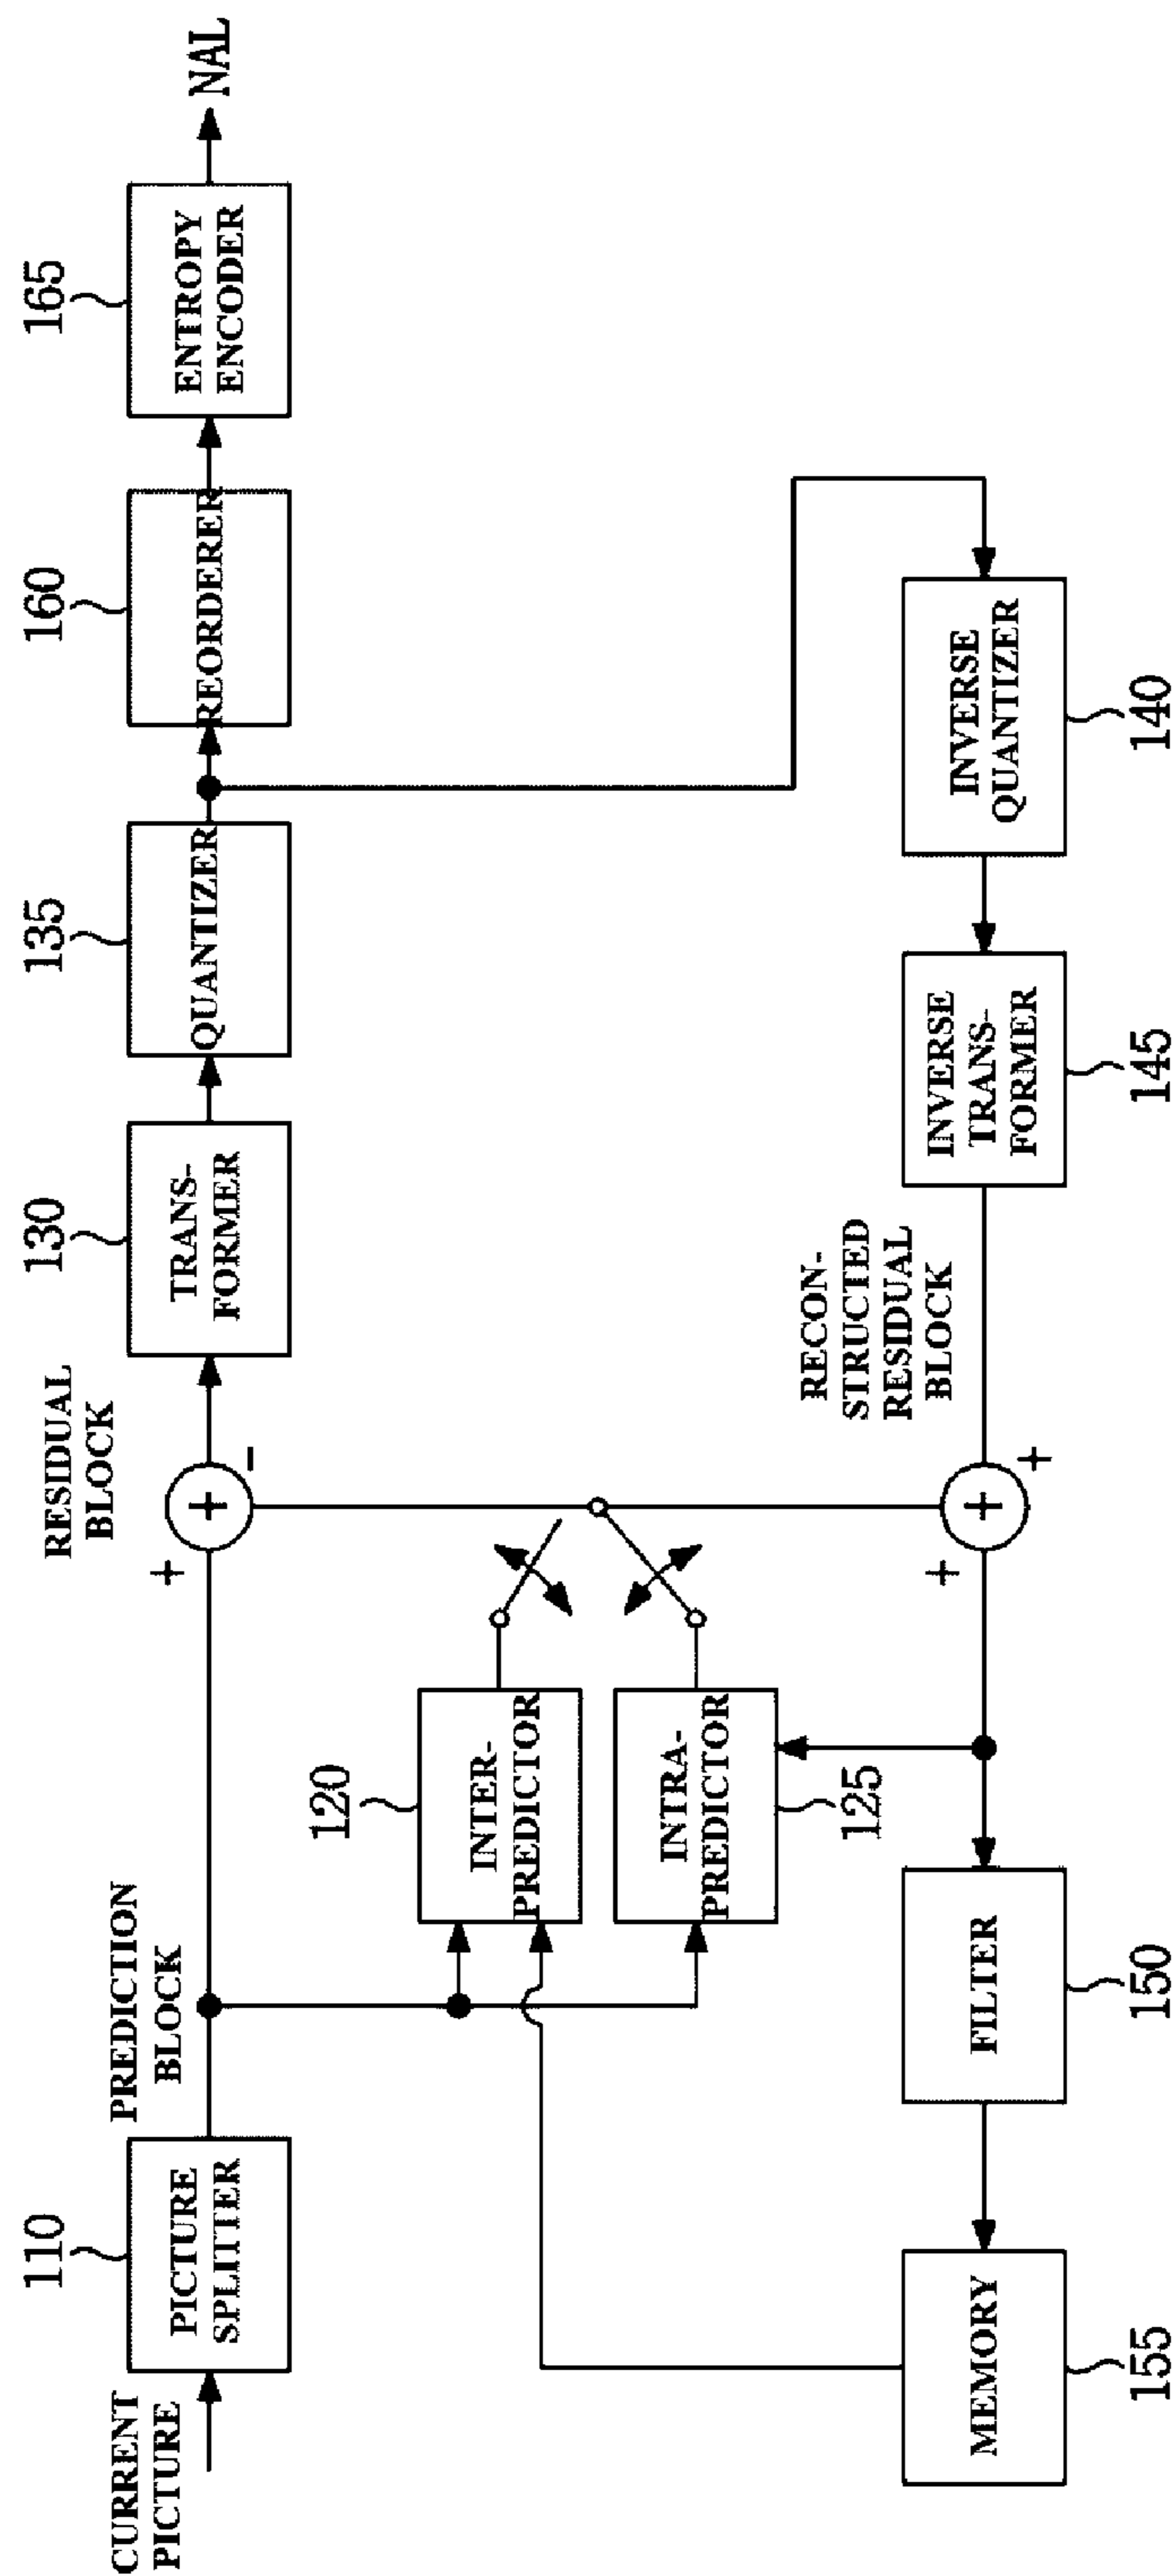 110
130
135
160
165
CURRENT
PICTURE
PICTURE
SPLITTER
PREDICTION
BLOCK
RESIDUAL
BLOCK
+
+
-
TRANS-
FORMER
QUANTIZER
REORDERER
ENTROPY
ENCODER
NAL
120
INTER-
PREDICTOR
INTRA-
PREDICTOR
125
RECON-
STRUCTED
RESIDUAL
BLOCK
+
+
+
MEMORY
FILTER
INVERSE
TRANS-
FORMER
INVERSE
QUANTIZER
155
150
145
140